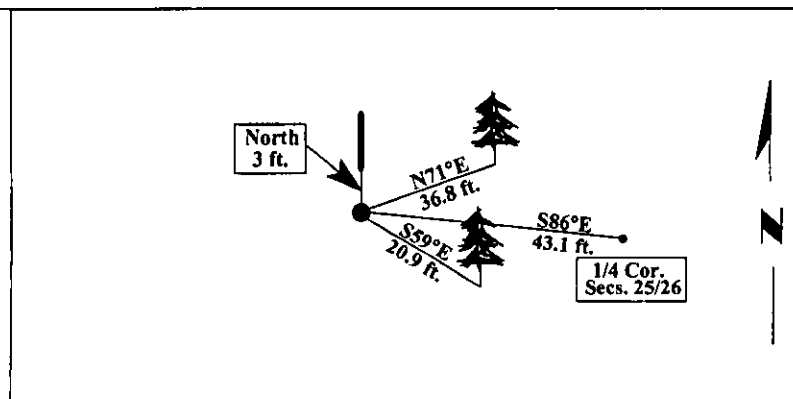 North
3 ft.
N71°E
36.8 ft.
S86°E
43.1 ft.
S59°E
20.9 ft.
1/4 Cor.
Secs. 25/26
N